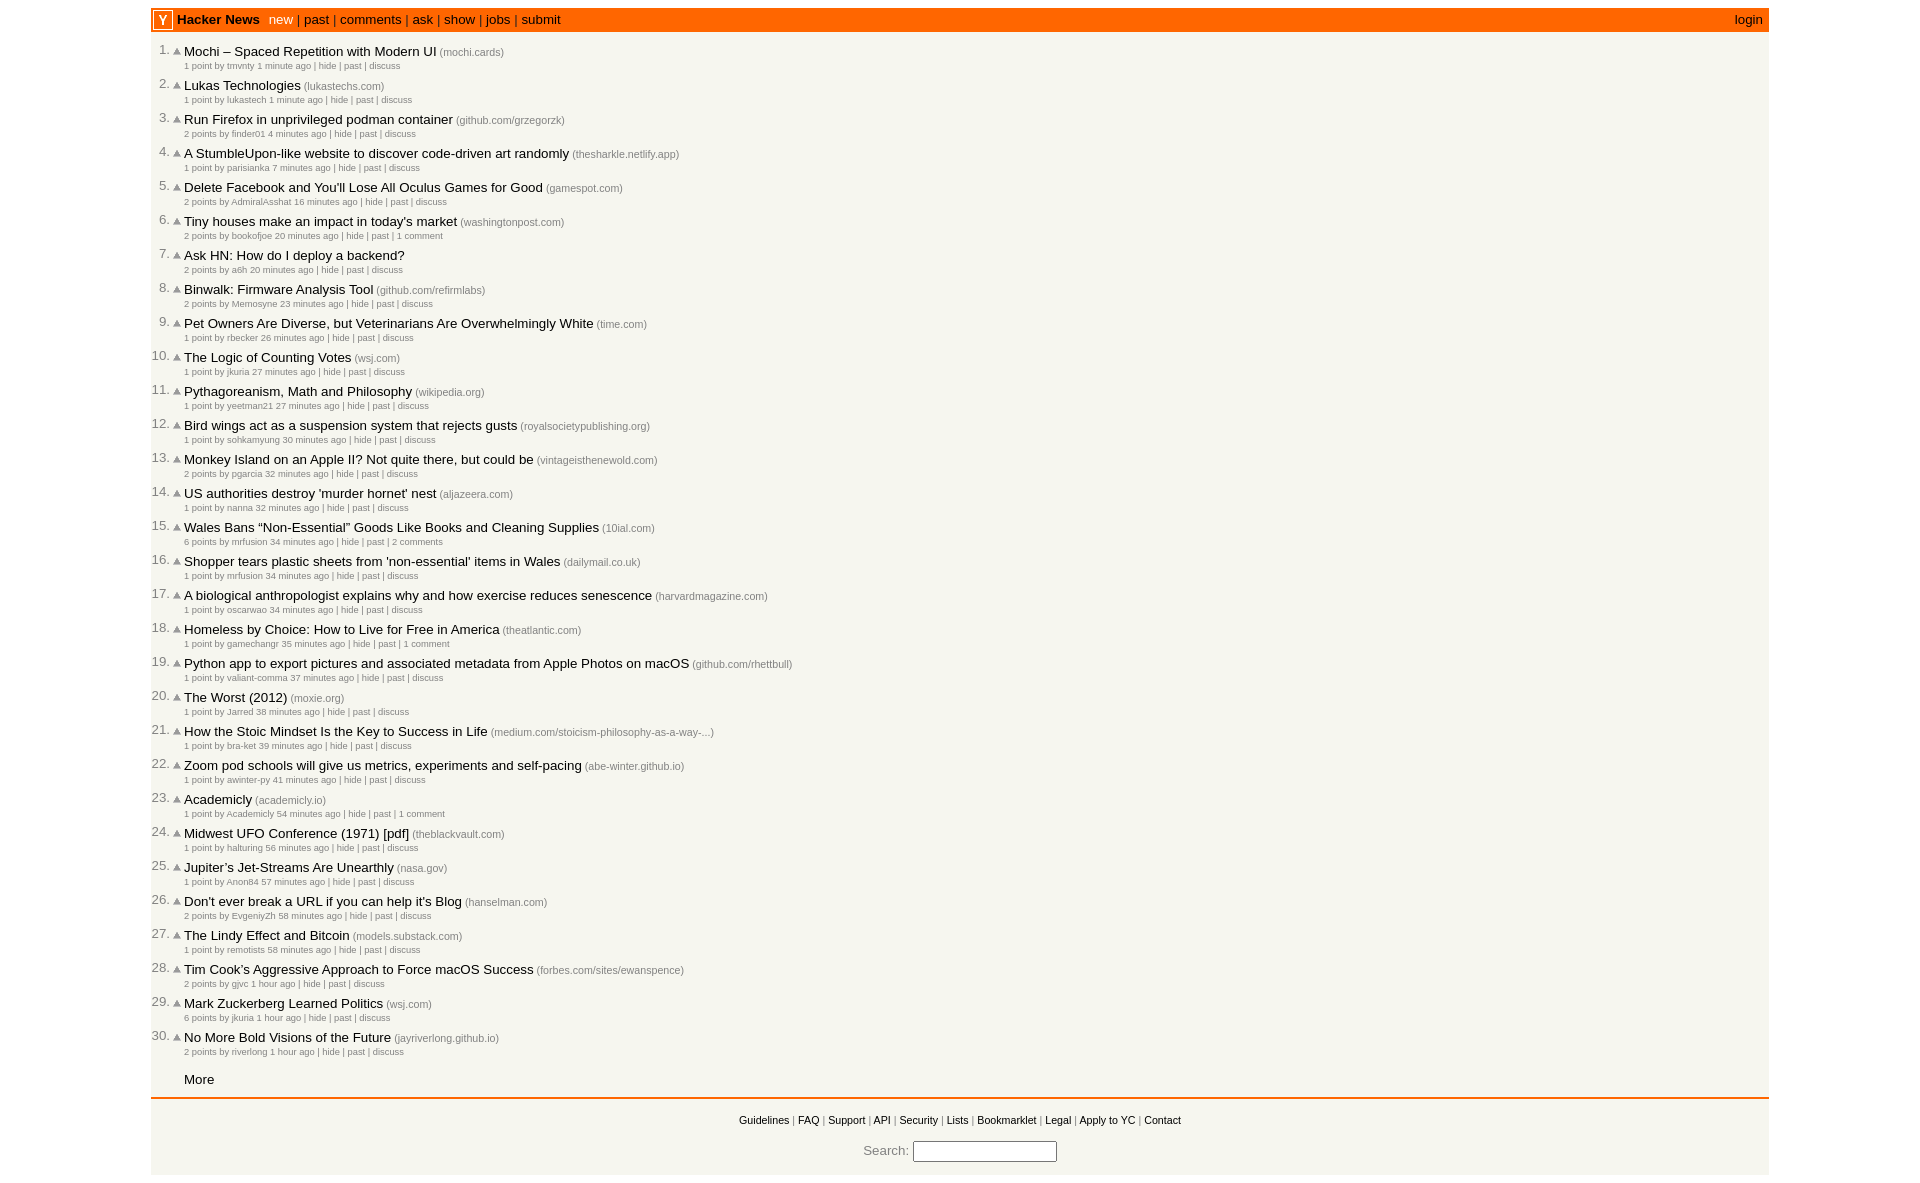 Y Hacker News new | past | comments | ask | show | jobs | submit login
1. Mochi – Spaced Repetition with Modern UI (mochi.cards)
1 point by tmvnty 1 minute ago | hide | past | discuss
2. Lukas Technologies (lukastechs.com)
1 point by lukastech 1 minute ago | hide | past | discuss
3. Run Firefox in unprivileged podman container (github.com/grzegorzk)
2 points by finder01 4 minutes ago | hide | past | discuss
4. A StumbleUpon-like website to discover code-driven art randomly (thesharkle.netlify.app)
1 point by parisianka 7 minutes ago | hide | past | discuss
5. Delete Facebook and You'll Lose All Oculus Games for Good (gamespot.com)
2 points by AdmiralAsshat 16 minutes ago | hide | past | discuss
6. Tiny houses make an impact in today's market (washingtonpost.com)
2 points by bookofjoe 20 minutes ago | hide | past | 1 comment
7. Ask HN: How do I deploy a backend?
2 points by a6h 20 minutes ago | hide | past | discuss
8. Binwalk: Firmware Analysis Tool (github.com/refirmlabs)
2 points by Memosyne 23 minutes ago | hide | past | discuss
9. Pet Owners Are Diverse, but Veterinarians Are Overwhelmingly White (time.com)
1 point by rbecker 26 minutes ago | hide | past | discuss
10. The Logic of Counting Votes (wsj.com)
1 point by jkuria 27 minutes ago | hide | past | discuss
11. Pythagoreanism, Math and Philosophy (wikipedia.org)
1 point by yeetman21 27 minutes ago | hide | past | discuss
12. Bird wings act as a suspension system that rejects gusts (royalsocietypublishing.org)
1 point by sohkamyung 30 minutes ago | hide | past | discuss
13. Monkey Island on an Apple II? Not quite there, but could be (vintageisthenewold.com)
2 points by pgarcia 32 minutes ago | hide | past | discuss
14. US authorities destroy 'murder hornet' nest (aljazeera.com)
1 point by nanna 32 minutes ago | hide | past | discuss
15. Wales Bans “Non-Essential” Goods Like Books and Cleaning Supplies (10ial.com)
6 points by mrfusion 34 minutes ago | hide | past | 2 comments
16. Shopper tears plastic sheets from 'non-essential' items in Wales (dailymail.co.uk)
1 point by mrfusion 34 minutes ago | hide | past | discuss
17. A biological anthropologist explains why and how exercise reduces senescence (harvardmagazine.com)
1 point by oscarwao 34 minutes ago | hide | past | discuss
18. Homeless by Choice: How to Live for Free in America (theatlantic.com)
1 point by gamechangr 35 minutes ago | hide | past | 1 comment
19. Python app to export pictures and associated metadata from Apple Photos on macOS (github.com/rhettbull)
1 point by valiant-comma 37 minutes ago | hide | past | discuss
20. The Worst (2012) (moxie.org)
1 point by Jarred 38 minutes ago | hide | past | discuss
21. How the Stoic Mindset Is the Key to Success in Life (medium.com/stoicism-philosophy-as-a-way-...)
1 point by bra-ket 39 minutes ago | hide | past | discuss
22. Zoom pod schools will give us metrics, experiments and self-pacing (abe-winter.github.io)
1 point by awinter-py 41 minutes ago | hide | past | discuss
23. Academicly (academicly.io)
1 point by Academicly 54 minutes ago | hide | past | 1 comment
24. Midwest UFO Conference (1971) [pdf] (theblackvault.com)
1 point by halturing 56 minutes ago | hide | past | discuss
25. Jupiter’s Jet-Streams Are Unearthly (nasa.gov)
1 point by Anon84 57 minutes ago | hide | past | discuss
26. Don't ever break a URL if you can help it's Blog (hanselman.com)
2 points by EvgeniyZh 58 minutes ago | hide | past | discuss
27. The Lindy Effect and Bitcoin (models.substack.com)
1 point by remotists 58 minutes ago | hide | past | discuss
28. Tim Cook’s Aggressive Approach to Force macOS Success (forbes.com/sites/ewanspence)
2 points by gjvc 1 hour ago | hide | past | discuss
29. Mark Zuckerberg Learned Politics (wsj.com)
6 points by jkuria 1 hour ago | hide | past | discuss
30. No More Bold Visions of the Future (jayriverlong.github.io)
2 points by riverlong 1 hour ago | hide | past | discuss
More
Guidelines | FAQ | Support | API | Security | Lists | Bookmarklet | Legal | Apply to YC | Contact
Search: